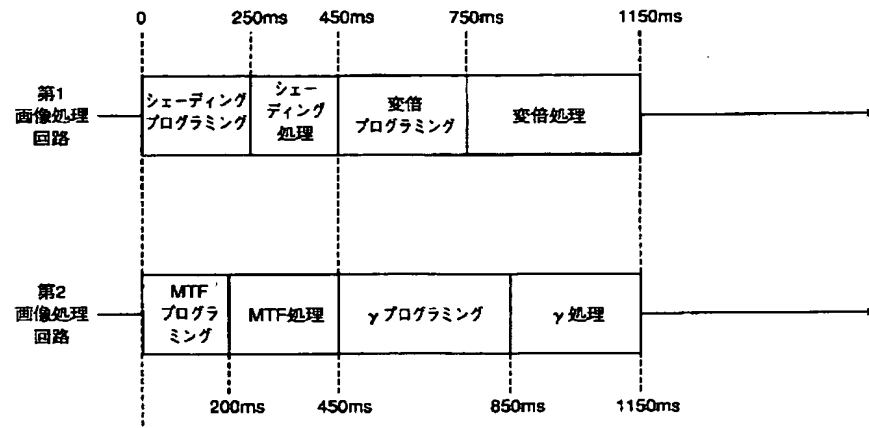 0 250ms 450ms 750ms 1150ms
第1
画像処理
回路
シェーディング
プログラミング
シェー
ディング
処理
変倍
プログラミング
変倍処理
第2
画像処理
回路
MTF
プログラ
ミング
MTF処理
γ プログラミング
γ 処理
200ms 450ms 850ms 1150ms